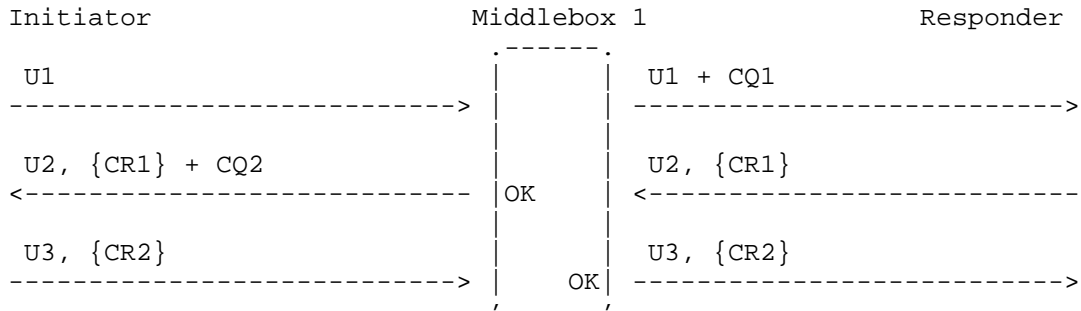 Initiator Middlebox 1 Responder
U1 U1 + CQ1
U2, {CR1} + CQ2 U2, {CR1}
OK
U3, {CR2} U3, {CR2}
OK